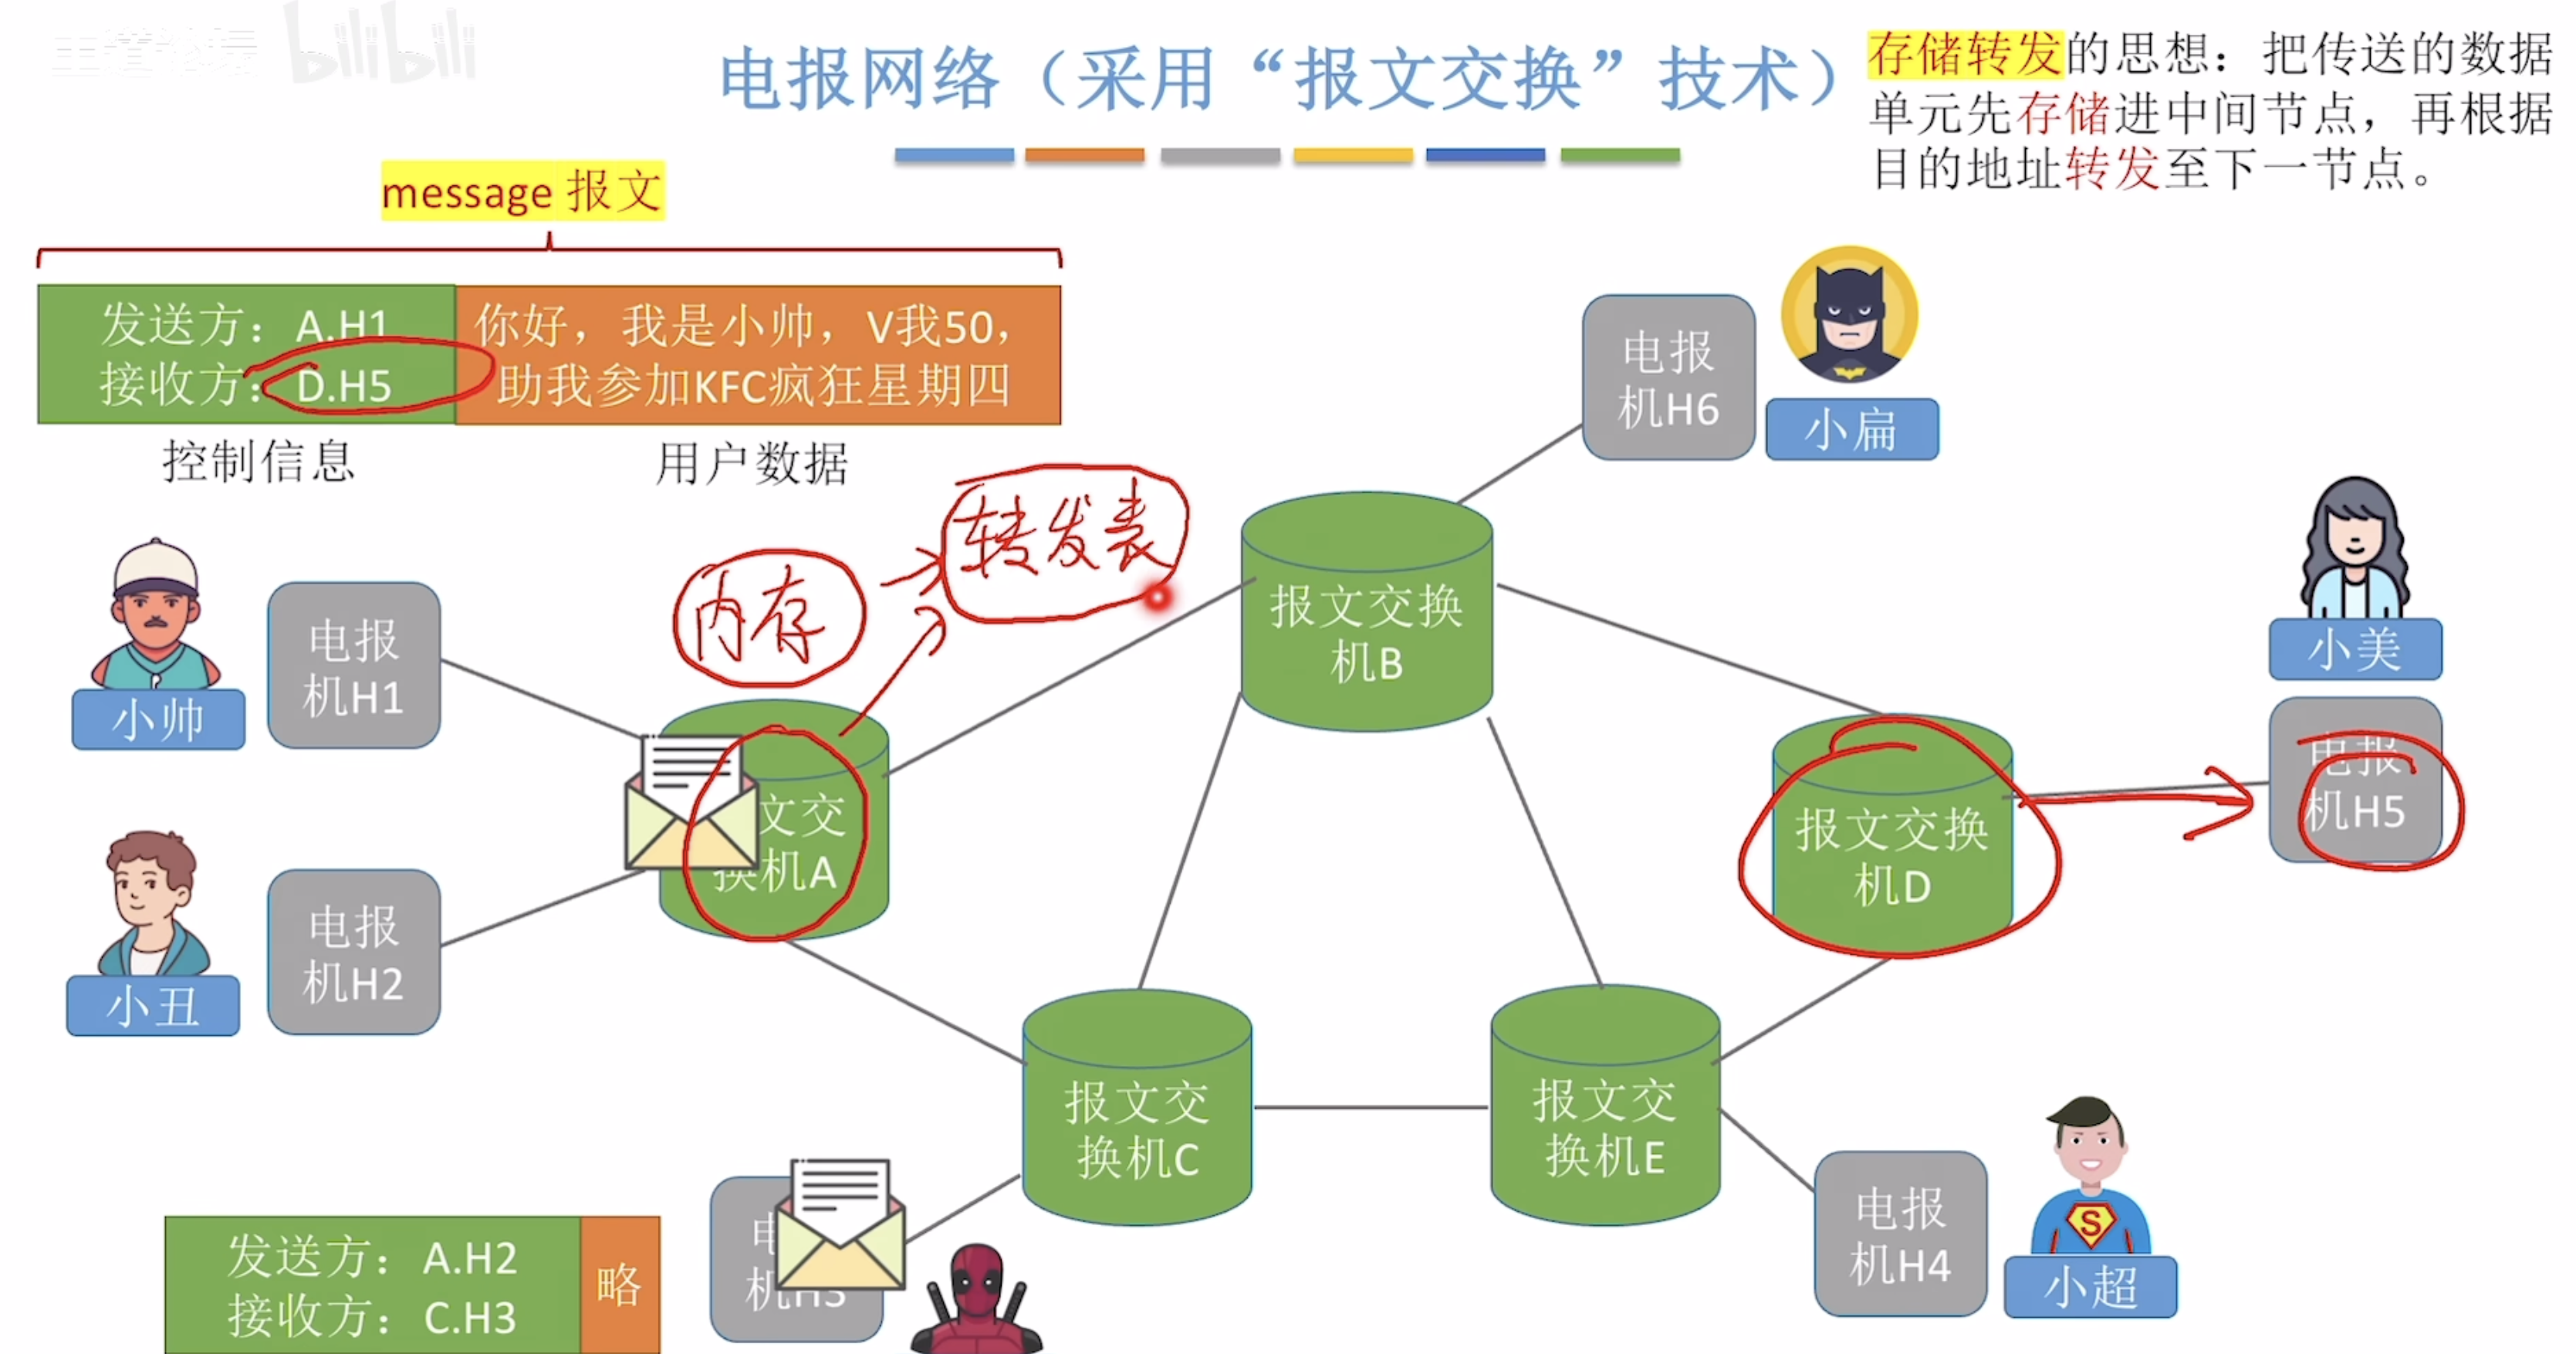 王道论坛
bilibili
电报网络（采用“报文交换”技术）
存储转发的思想：把传送的数据
单元先存储进中间节点，再根据
目的地址转发至下一节点。
message 报文
发送方：A.H1
接收方：D.H5
你好，我是小帅，V我50，
助我参加KFC疯狂星期四
控制信息
用户数据
电报
机H6
小扁
转发表
内存
报文交换
机B
小美
电报
机H1
小帅
文交
换机A
电报
机H5
报文交换
机D
电报
机H2
小丑
报文交
换机C
报文交
换机E
电报
机H4
小超
发送方：A.H2
接收方：C.H3
略
机H3